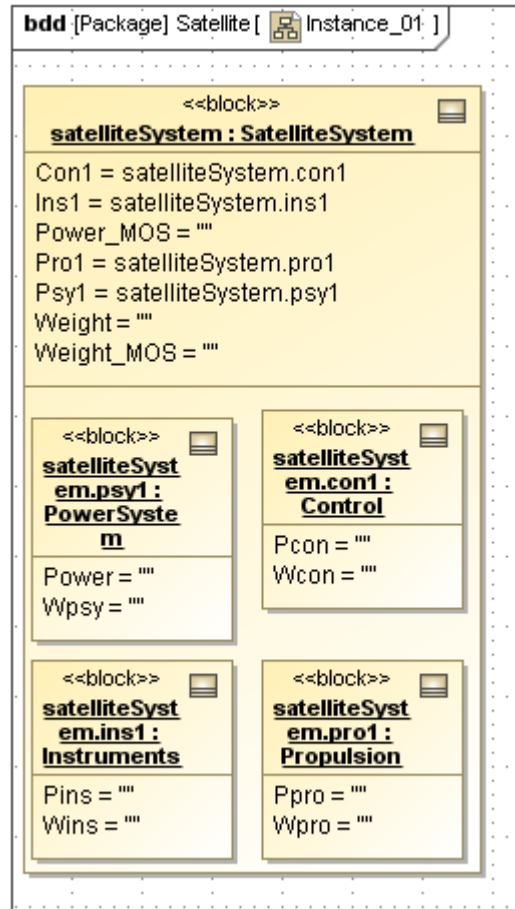 bdd [Package] Satellite [ Instance_01 ]
<<block>>
satelliteSystem : SatelliteSystem
Con1 = satelliteSystem.con1
Ins1 = satelliteSystem.ins1
Power_MOS = ""
Pro1 = satelliteSystem.pro1
Psy1 = satelliteSystem.psy1
Weight = ""
Weight_MOS = ""
<<block>>
satelliteSyst
em.psy1 :
PowerSyste
m
Power = ""
Wpsy = ""
<<block>>
satelliteSyst
em.con1 :
Control
Pcon = ""
Wcon = ""
<<block>>
satelliteSyst
em.ins1 :
Instruments
Pins = ""
Wins = ""
<<block>>
satelliteSyst
em.pro1 :
Propulsion
Ppro = ""
Wpro = ""